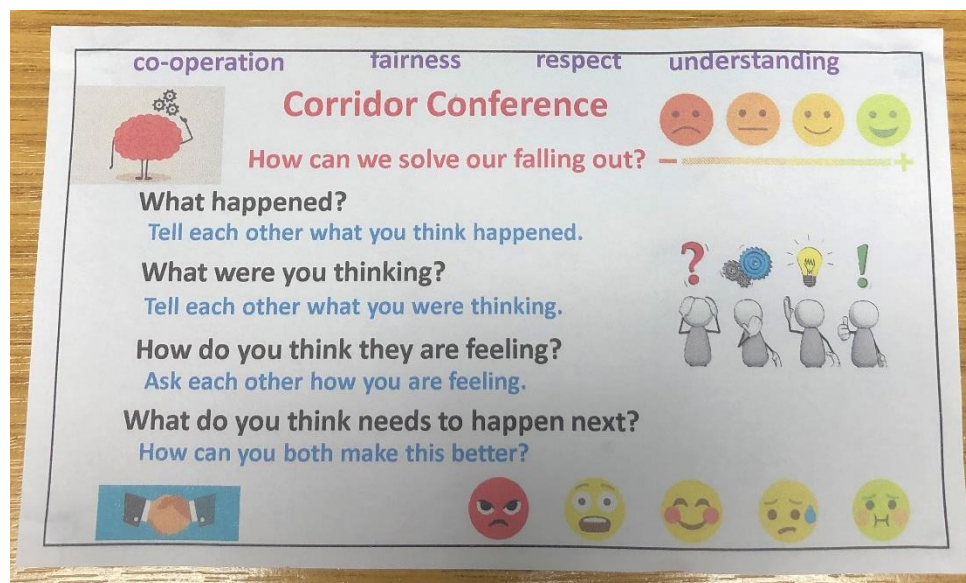 co-operation fairness respect understanding
Corridor Conference
How can we solve our falling out? - +
What happened?
Tell each other what you think happened.
What were you thinking?
Tell each other what you were thinking.
How do you think they are feeling?
Ask each other how you are feeling.
What do you think needs to happen next?
How can you both make this better?